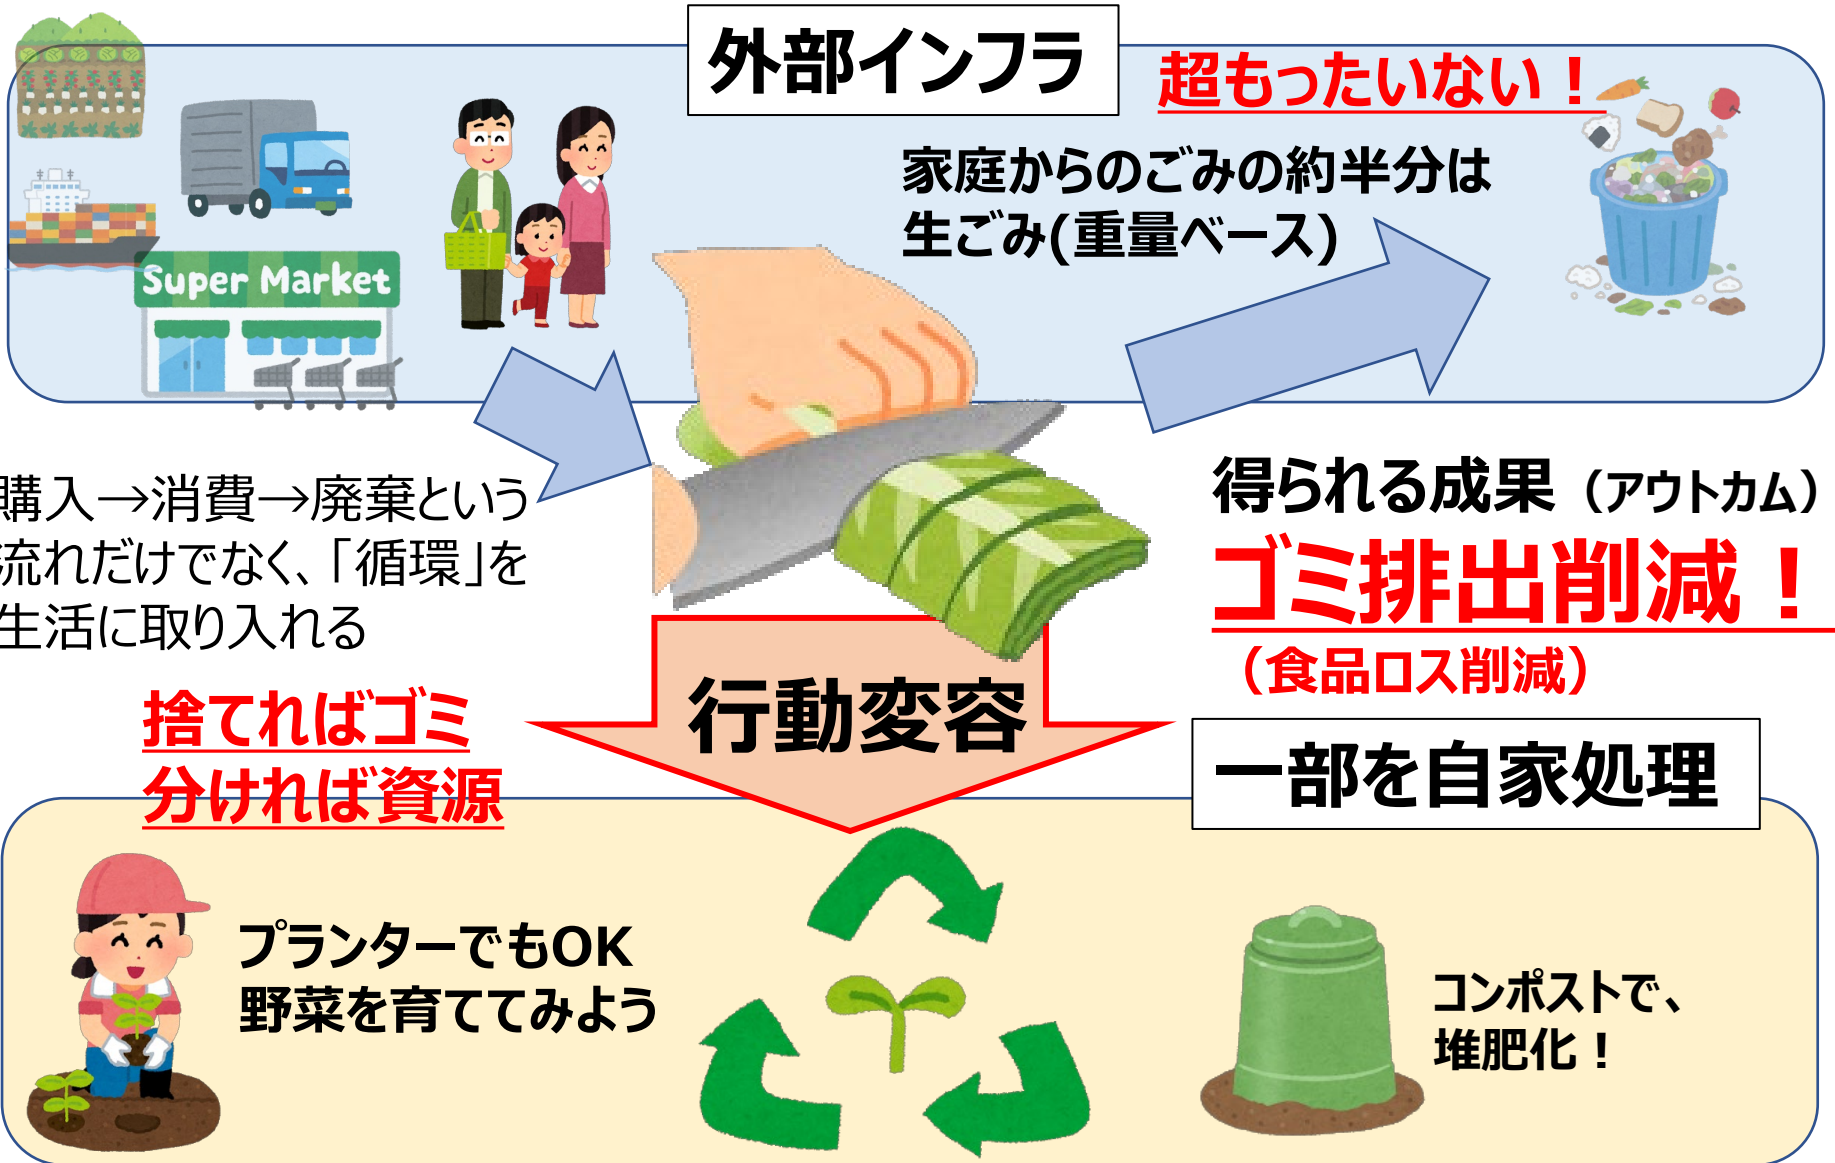 外部インフラ
超もったいない！
家庭からのごみの約半分は
生ごみ(重量ベース)
Super Market
購入→消費→廃棄という
流れだけでなく、「循環」を
生活に取り入れる
得られる成果（アウトカム）
ゴミ排出削減！
（食品ロス削減）
捨てればゴミ
分ければ資源
行動変容
一部を自家処理
プランターでもOK
野菜を育ててみよう
コンポストで、
堆肥化！